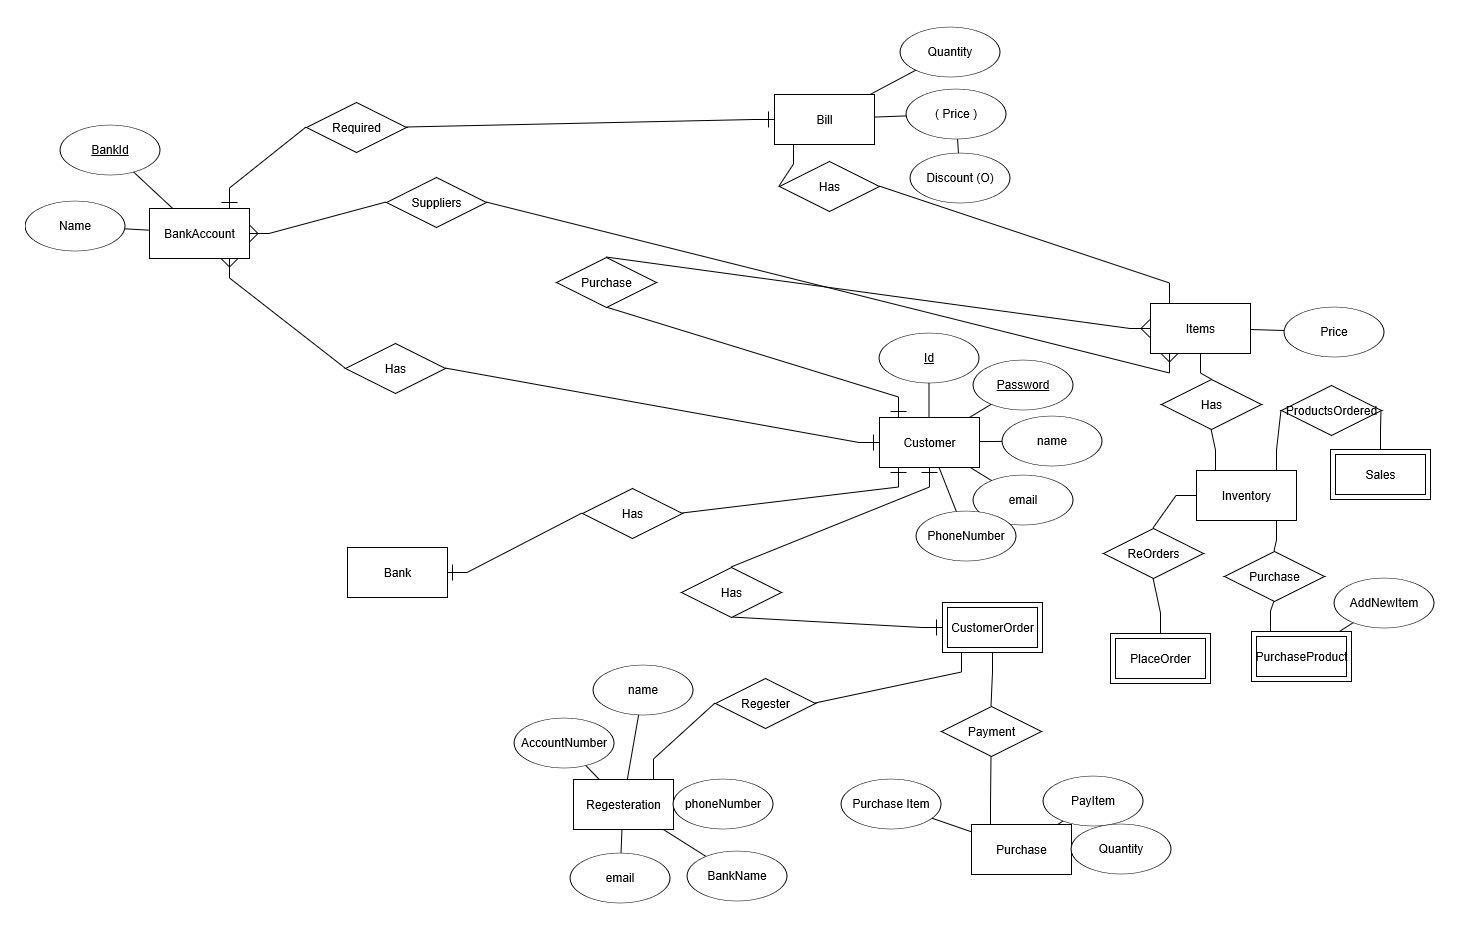 Quantity
Bill
( Price )
Required
BankId
Discount (O)
Has
Suppliers
Name
BankAccount
Purchase
Items
Price
Id
Has
Password
Has
ProductsOrdered
Customer
name
Sales
Inventory
email
Has
PhoneNumber
ReOrders
Bank
Purchase
Has
AddNewItem
CustomerOrder
PlaceOrder
PurchaseProduct
name
Regester
Payment
AccountNumber
Regesteration
phoneNumber
Purchase Item
PayItem
Purchase
Quantity
email
BankName